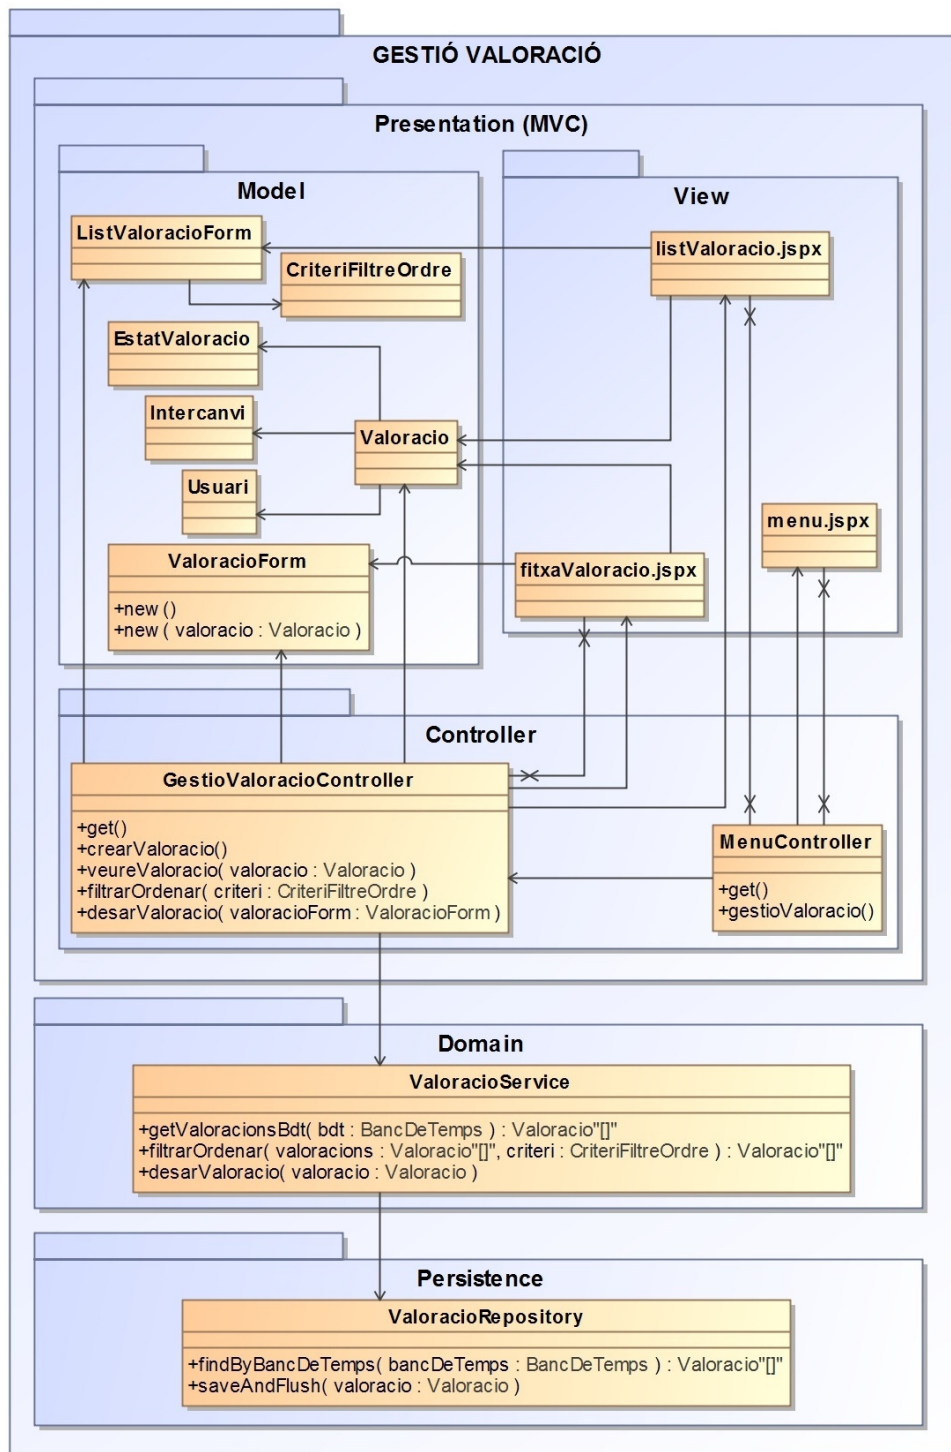 GESTIÓ VALORACIÓ
Presentation (MVC)
Model
ListValoracioForm
CriteriFiltreOrdre
EstatValoracio
Intercanvi
Valoracio
Usuari
ValoracioForm
+new ()
+new ( valoracio : Valoracio )
View
listValoracio.jspx
menu.jspx
fitxaValoracio.jspx
Controller
GestioValoracioController
+get()
+crearValoracio()
+veureValoracio( valoracio : Valoracio )
+filtrarOrdenar( criteri : CriteriFiltreOrdre )
+desarValoracio( valoracioForm : ValoracioForm )
MenuController
+get()
+gestioValoracio()
Domain
ValoracioService
+getValoracionsBdt( bdt : BancDeTemps ) : Valoracio"[]"
+filtrarOrdenar( valoracions : Valoracio"[]", criteri : CriteriFiltreOrdre ) : Valoracio"[]"
+desarValoracio( valoracio : Valoracio )
Persistence
ValoracioRepository
+findByBancDeTemps( bancDeTemps : BancDeTemps ) : Valoracio"[]"
+saveAndFlush( valoracio : Valoracio )